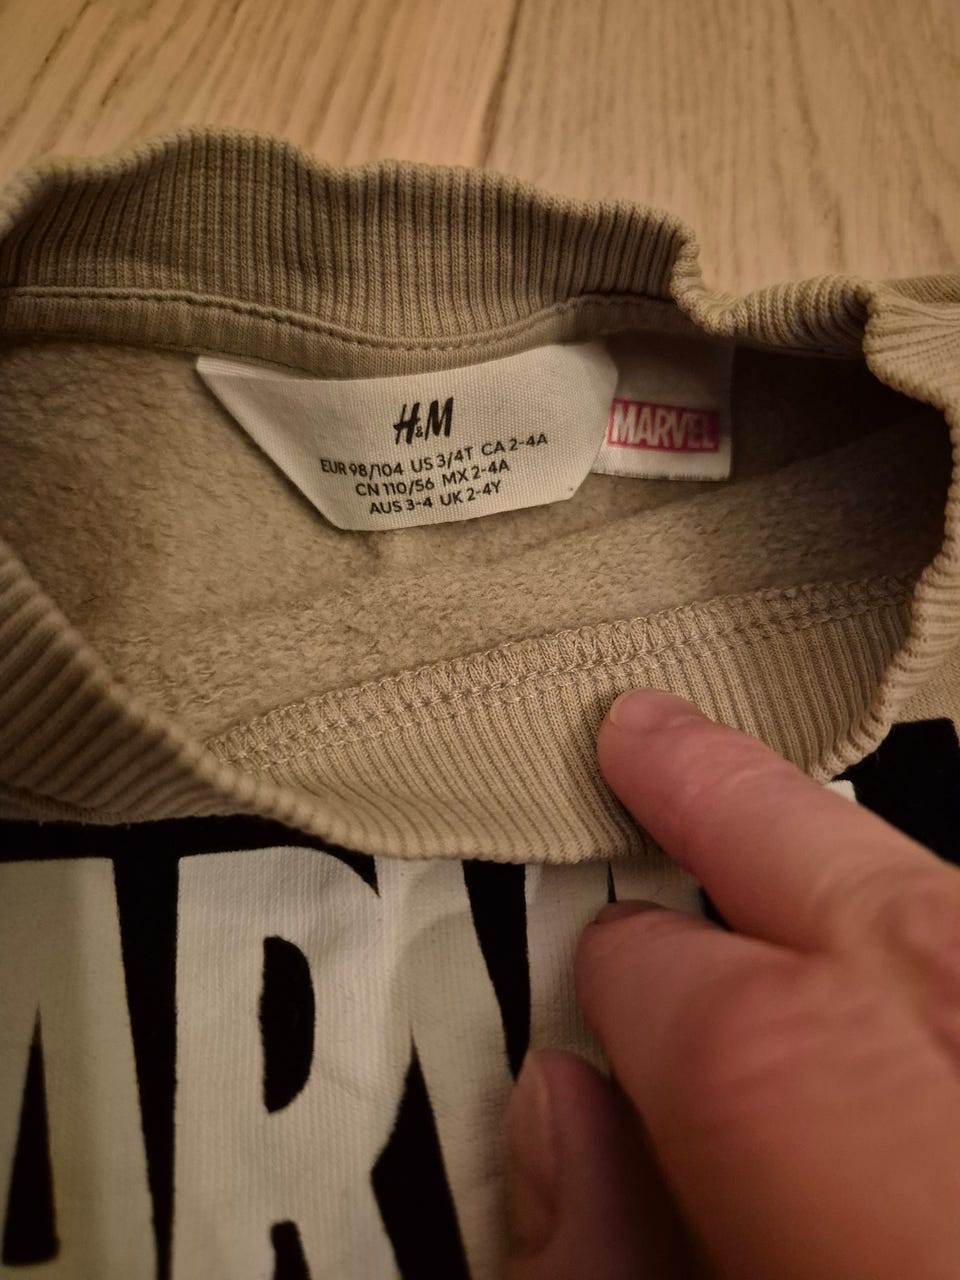 H&M
EUR 98/104 US 3/4T CA 2-4A
CN 110/56 MX 2-4A
AUS 3-4 UK 2-4Y
MARVEL
ARV